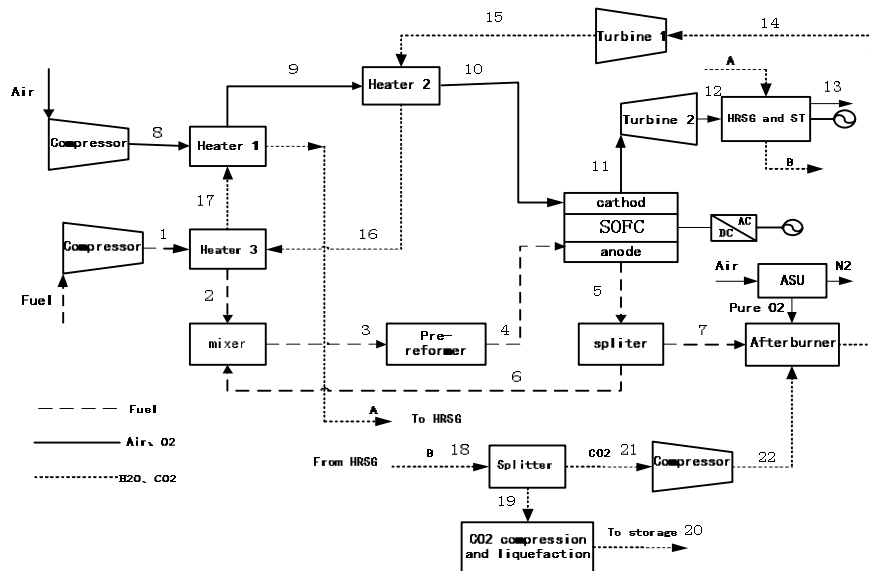 15
14
Turbine 1
9
10
A
13
Air
Heater 2
12
Turbine 2
HRSG and ST
Compressor
8
Heater 1
11
B
17
cathod
16
SOFC
AC
DC
Compressor
1
Heater 3
anode
Air
N2
ASU
Fuel
2
5
Pure O2
mixer
3
Pre-
reformer
4
spliter
7
Afterburner
6
Fuel
A
To HRSG
Air、O2
From HRSG
B
18
Splitter
CO2
21
Compressor
22
H2O、CO2
19
CO2 compression
and liquefaction
To storage
20